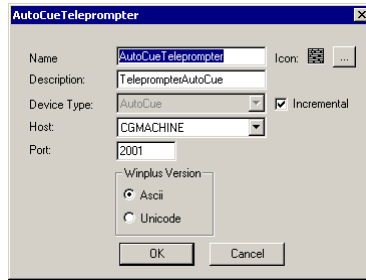 AutoCueTeleprompter
Name AutoCueTeleprompter Icon: ...
Description: TeleprompterAutoCue
Device Type: AutoCue Incremental
Host: CGMACHINE
Port: 2001
Winplus Version
Ascii
Unicode
OK Cancel